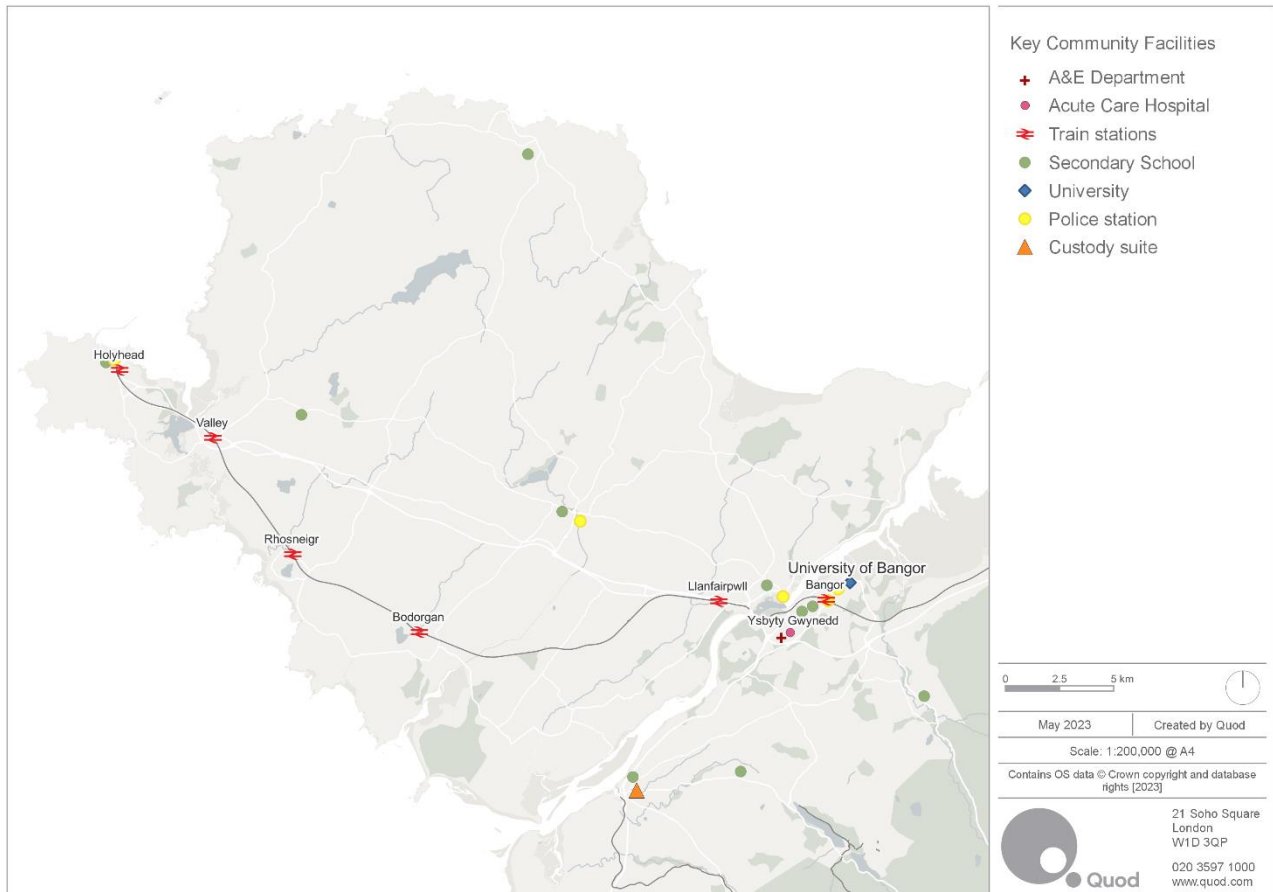 Key Community Facilities
A&E Department
Acute Care Hospital
Train stations
Secondary School
University
Police station
Custody suite
Holyhead
Valley
Rhosneigr
Bodorgan
Llanfairpwll
University of Bangor
Bangor
Ysbyty Gwynedd
0 2.5 5 km
May 2023
Created by Quod
Scale: 1:200,000 @ A4
Contains OS data © Crown copyright and database
rights [2023]
Quod
21 Soho Square
London
W1D 3QP
020 3597 1000
www.quod.com